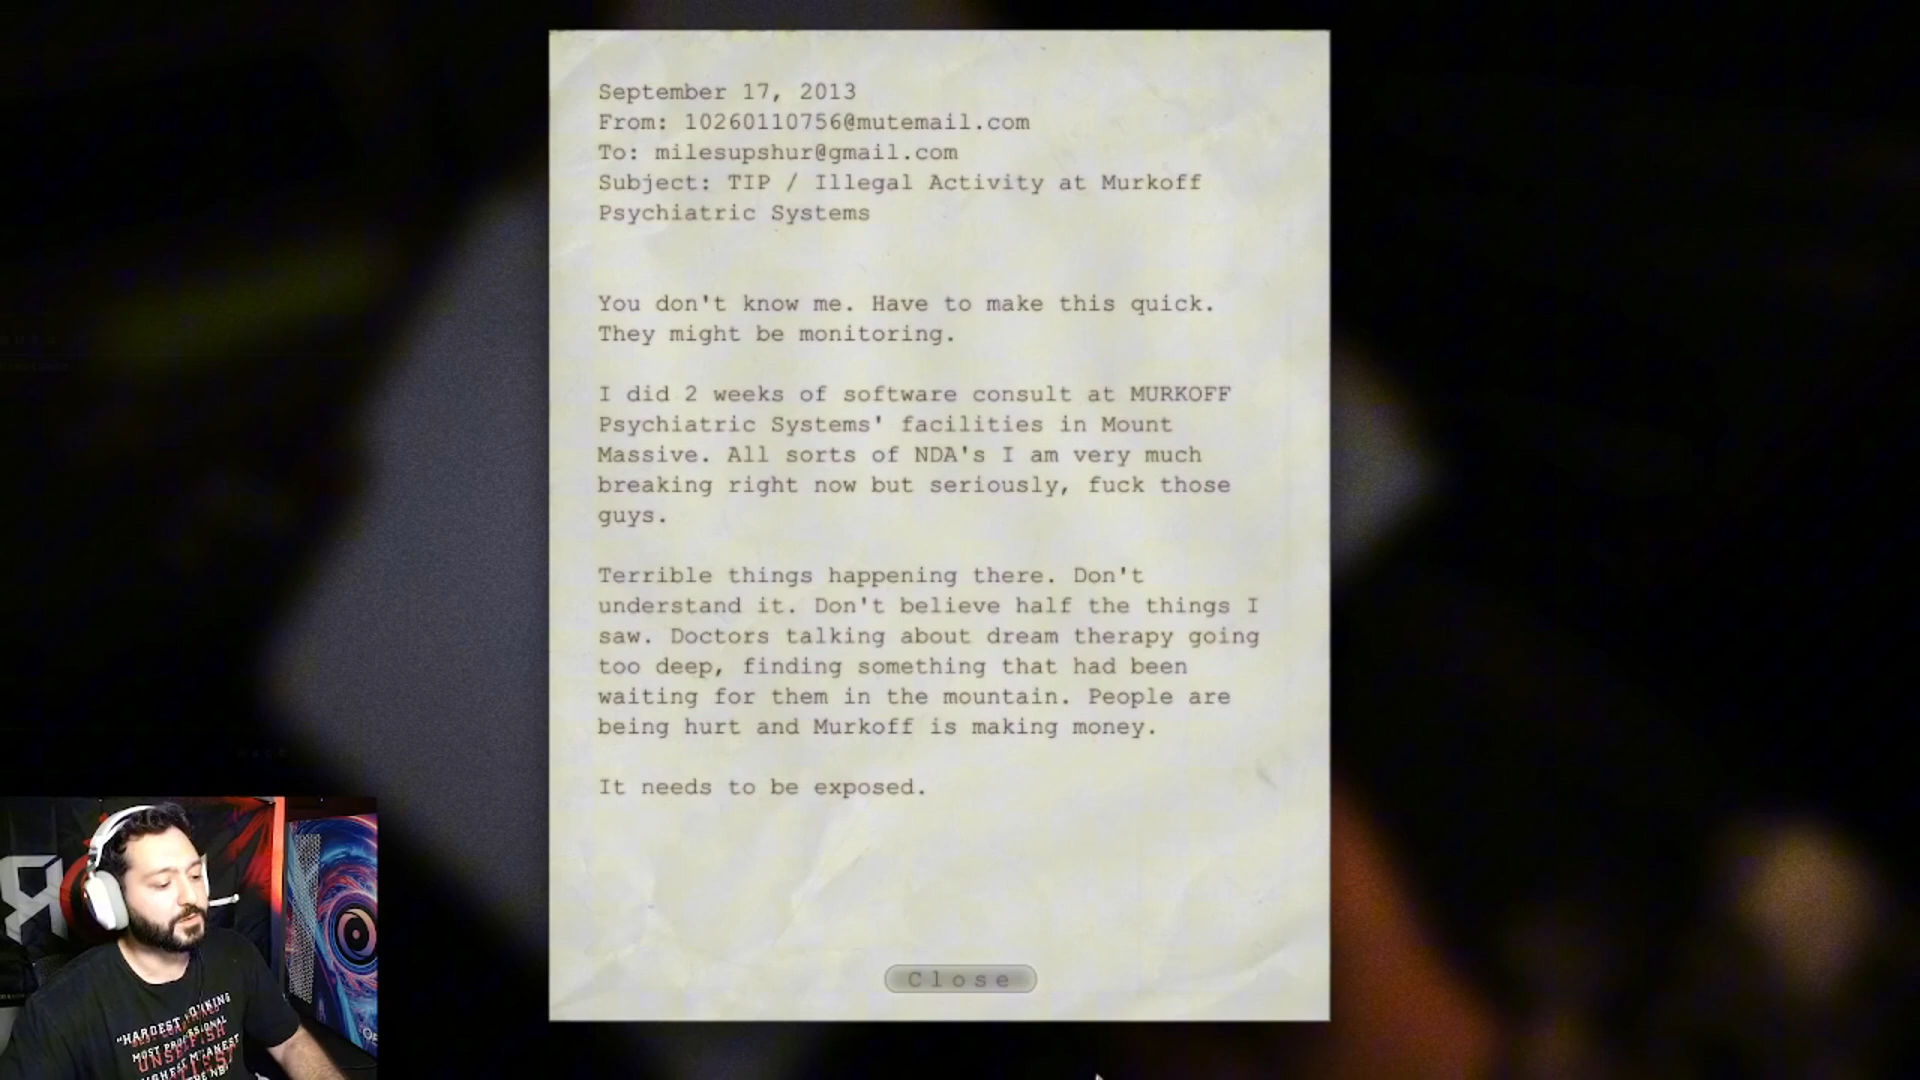 September 17, 2013
From: 10260110756@mutemail.com
To: milesupshur@gmail.com
Subject: TIP / Illegal Activity at Murkoff
Psychiatric Systems
You don't know me. Have to make this quick.
They might be monitoring.
I did 2 weeks of software consult at MURKOFF
Psychiatric Systems' facilities in Mount
Massive. All sorts of NDA's I am very much
breaking right now but seriously, fuck those
guys.
Terrible things happening there. Don't
understand it. Don't believe half the things I
saw. Doctors talking about dream therapy going
too deep, finding something that had been
waiting for them in the mountain. People are
being hurt and Murkoff is making money.
It needs to be exposed.
Close
"HARDEST
MOST
UNSELFISH